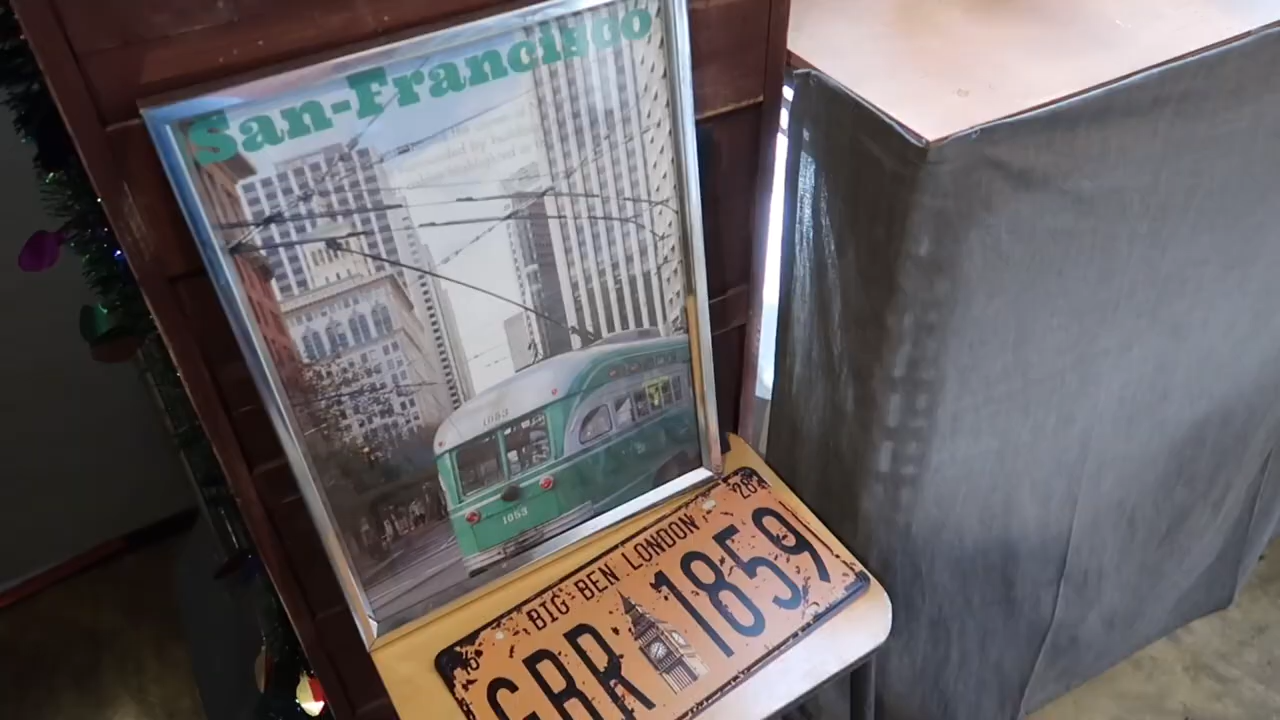 San-Francisco
1053
1053
BIG BEN LONDON
28
GBR 1859